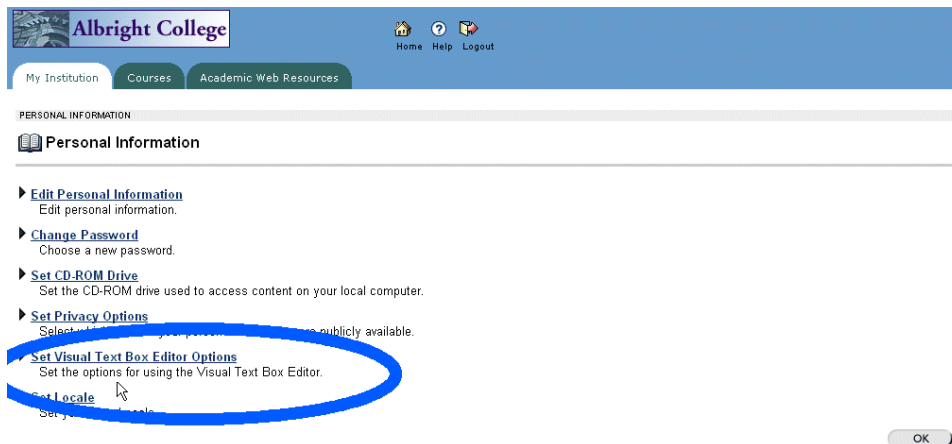 Albright College
Home Help Logout
My Institution Courses Academic Web Resources
PERSONAL INFORMATION
Personal Information
Edit Personal Information
Edit personal information.
Change Password
Choose a new password.
Set CD-ROM Drive
Set the CD-ROM drive used to access content on your local computer.
Set Privacy Options
Select your publicly available.
Set Visual Text Box Editor Options
Set the options for using the Visual Text Box Editor.
Set Locale
Set
OK